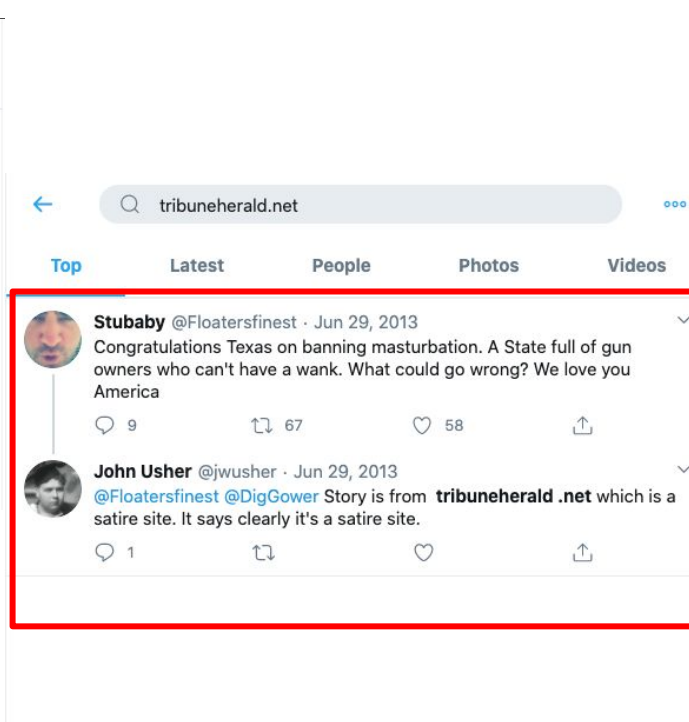 tribuneherald.net
Top Latest People Photos Videos
Stubaby @Floatersfinest · Jun 29, 2013
Congratulations Texas on banning masturbation. A State full of gun
owners who can't have a wank. What could go wrong? We love you
America
9 67 58
John Usher @jwusher · Jun 29, 2013
@Floatersfinest @DigGower Story is from tribuneherald .net which is a
satire site. It says clearly it's a satire site.
1